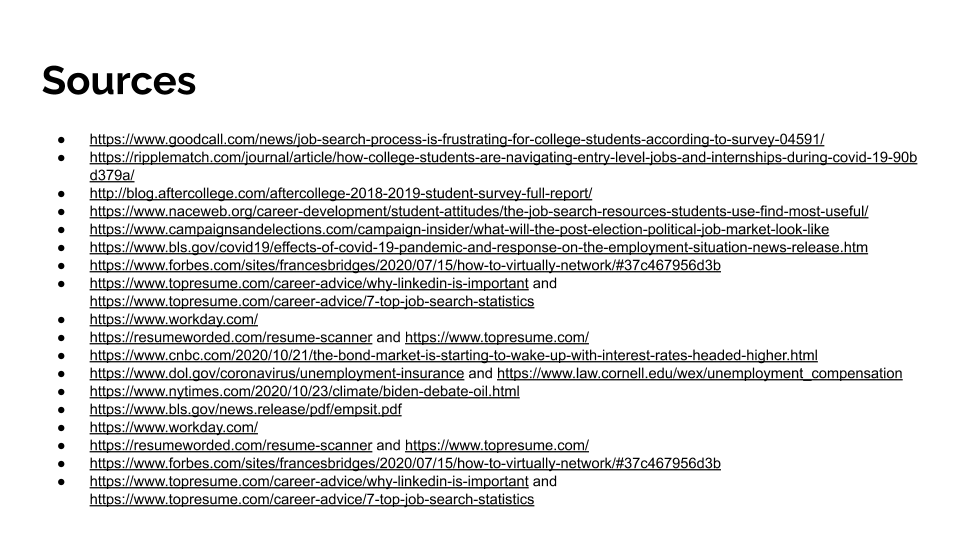 Sources
● https://www.goodcall.com/news/job-search-process-is-frustrating-for-college-students-according-to-survey-04591/
● https://ripplematch.com/journal/article/how-college-students-are-navigating-entry-level-jobs-and-internships-during-covid-19-90b
d379a/
● http://blog.aftercollege.com/aftercollege-2018-2019-student-survey-full-report/
● https://www.naceweb.org/career-development/student-attitudes/the-job-search-resources-students-use-find-most-useful/
● https://www.campaignsandelections.com/campaign-insider/what-will-the-post-election-political-job-market-look-like
● https://www.bls.gov/covid19/effects-of-covid-19-pandemic-and-response-on-the-employment-situation-news-release.htm
● https://www.forbes.com/sites/francesbridges/2020/07/15/how-to-virtually-network/#37c467956d3b
● https://www.topresume.com/career-advice/why-linkedin-is-important and
https://www.topresume.com/career-advice/7-top-job-search-statistics
● https://www.workday.com/
● https://resumeworded.com/resume-scanner and https://www.topresume.com/
● https://www.cnbc.com/2020/10/21/the-bond-market-is-starting-to-wake-up-with-interest-rates-headed-higher.html
● https://www.dol.gov/coronavirus/unemployment-insurance and https://www.law.cornell.edu/wex/unemployment_compensation
● https://www.nytimes.com/2020/10/23/climate/biden-debate-oil.html
● https://www.bls.gov/news.release/pdf/empsit.pdf
● https://www.workday.com/
● https://resumeworded.com/resume-scanner and https://www.topresume.com/
● https://www.forbes.com/sites/francesbridges/2020/07/15/how-to-virtually-network/#37c467956d3b
● https://www.topresume.com/career-advice/why-linkedin-is-important and
https://www.topresume.com/career-advice/7-top-job-search-statistics